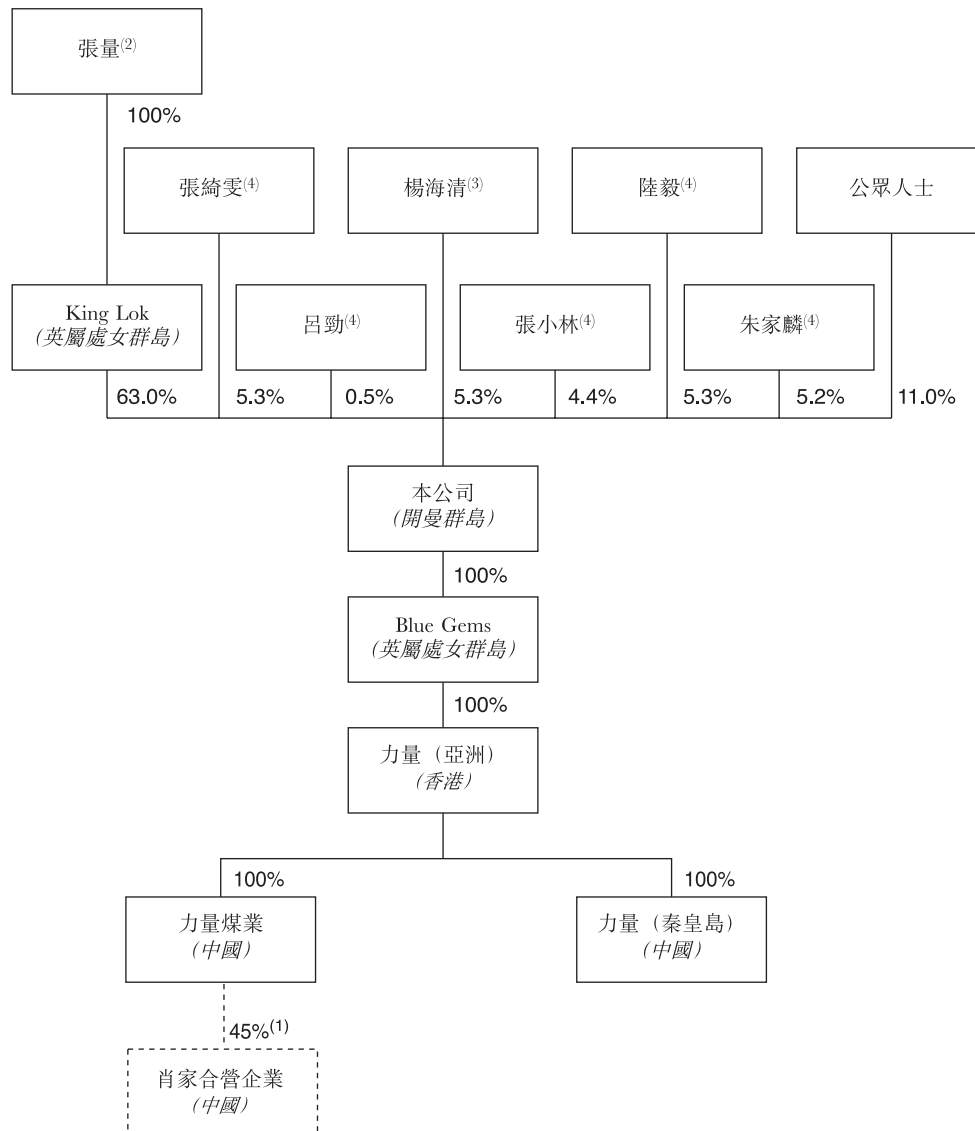 張量(2)
100%
張綺雯(4)
楊海清(3)
陸毅(4)
公眾人士
King Lok
(英屬處女群島)
呂勁(4)
張小林(4)
朱家麟(4)
63.0%
5.3%
0.5%
5.3%
4.4%
5.3%
5.2%
11.0%
本公司
(開曼群島)
100%
Blue Gems
(英屬處女群島)
100%
力量（亞洲）
(香港)
100%
100%
力量煤業
(中國)
力量（秦皇島）
(中國)
45%(1)
肖家合營企業
(中國)